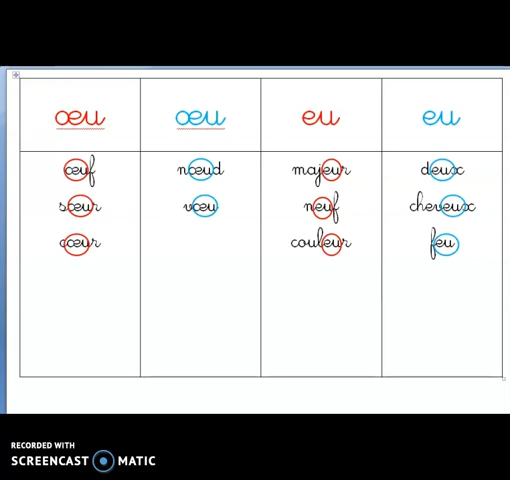 œu œu eu eu
œuf nœud majeur deux
sœur vœu neuf cheveux
cœur couleur feu
RECORDED WITH
SCREENCAST MATIC